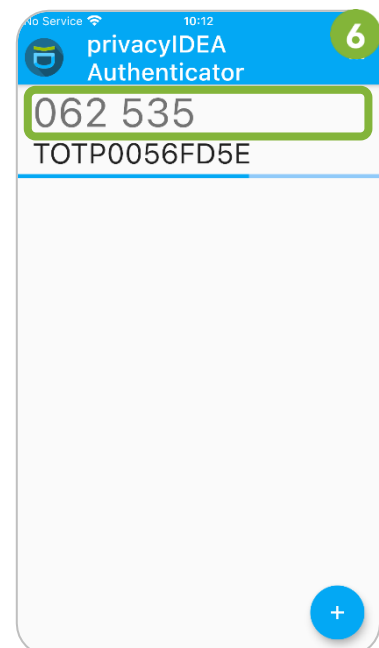 No Service 10:12
6
privacyIDEA
Authenticator
062 535
TOTP0056FD5E
+